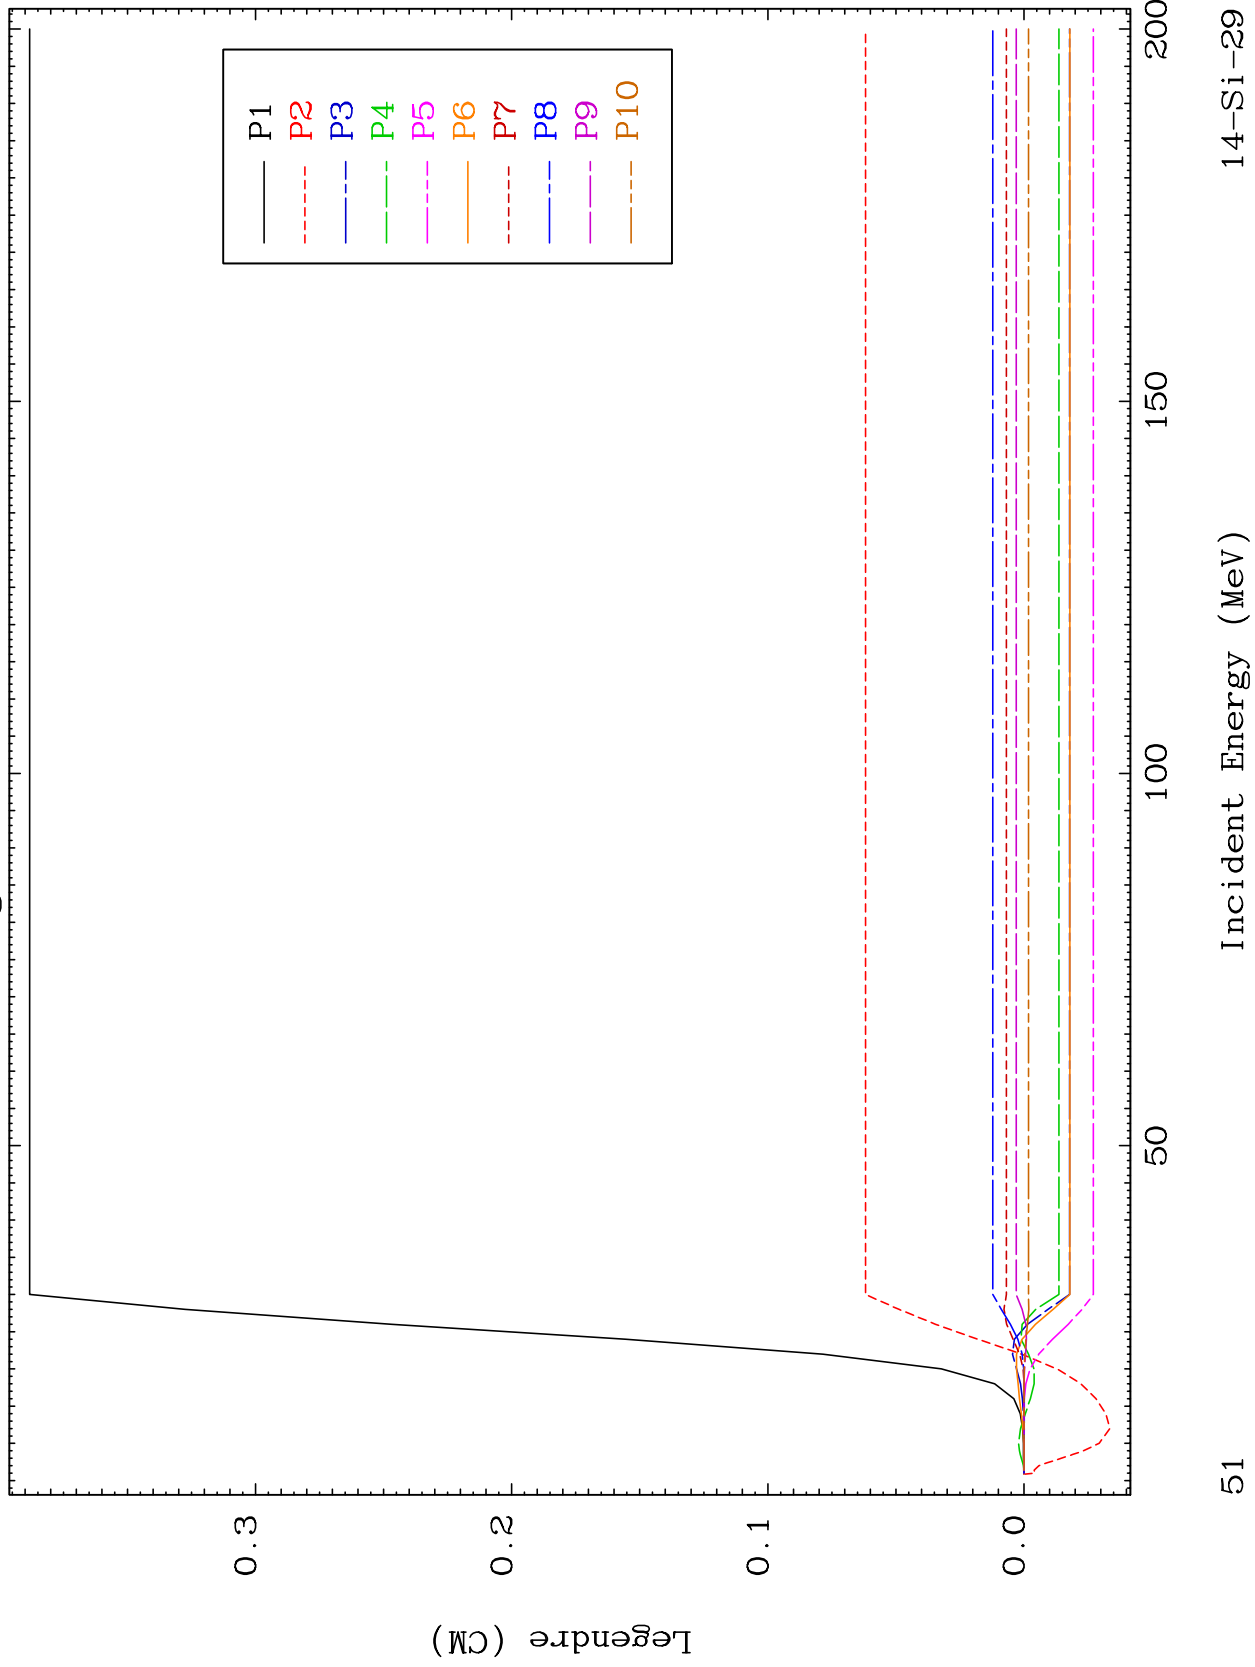 P1
P2
P3
P4
P5
P6
P7
P8
P9
P10
0.3
0.2
0.1
0.0
Legendre (CM)
50
100
150
200
Incident Energy (MeV)
51
14-Si-29